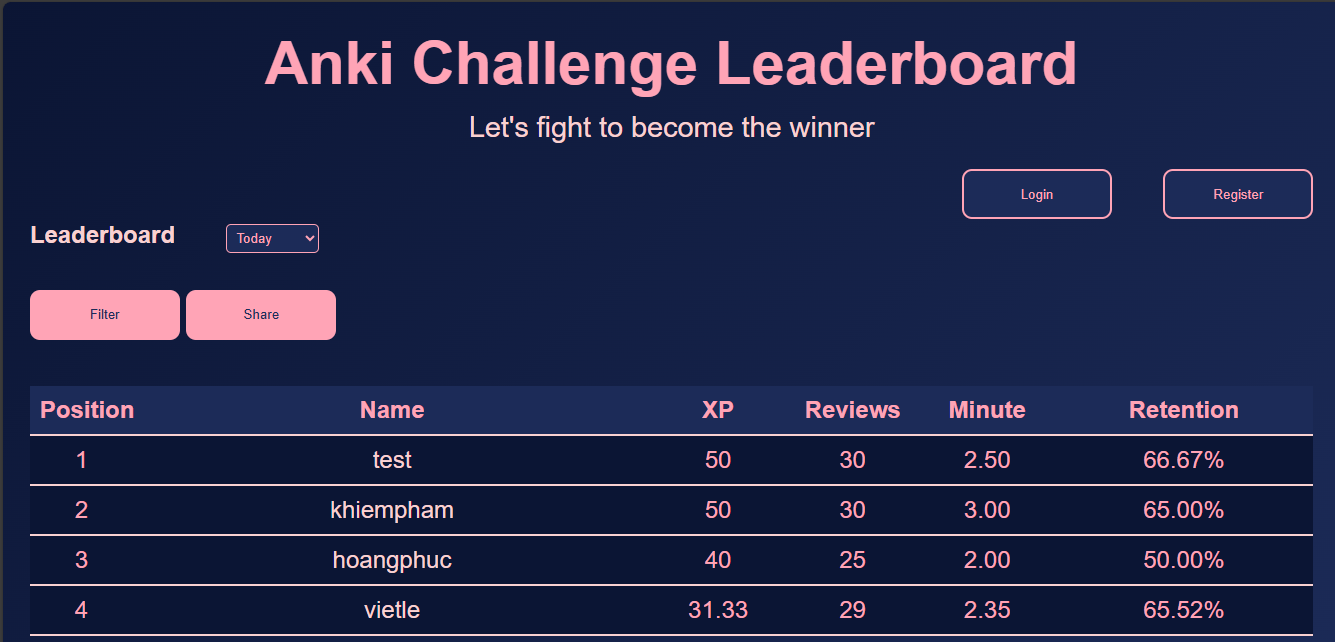 Anki Challenge Leaderboard
Let's fight to become the winner
Login Register
Leaderboard Today
Filter Share
Position Name XP Reviews Minute Retention
1 test 50 30 2.50 66.67%
2 khiempham 50 30 3.00 65.00%
3 hoangphuc 40 25 2.00 50.00%
4 vietle 31.33 29 2.35 65.52%